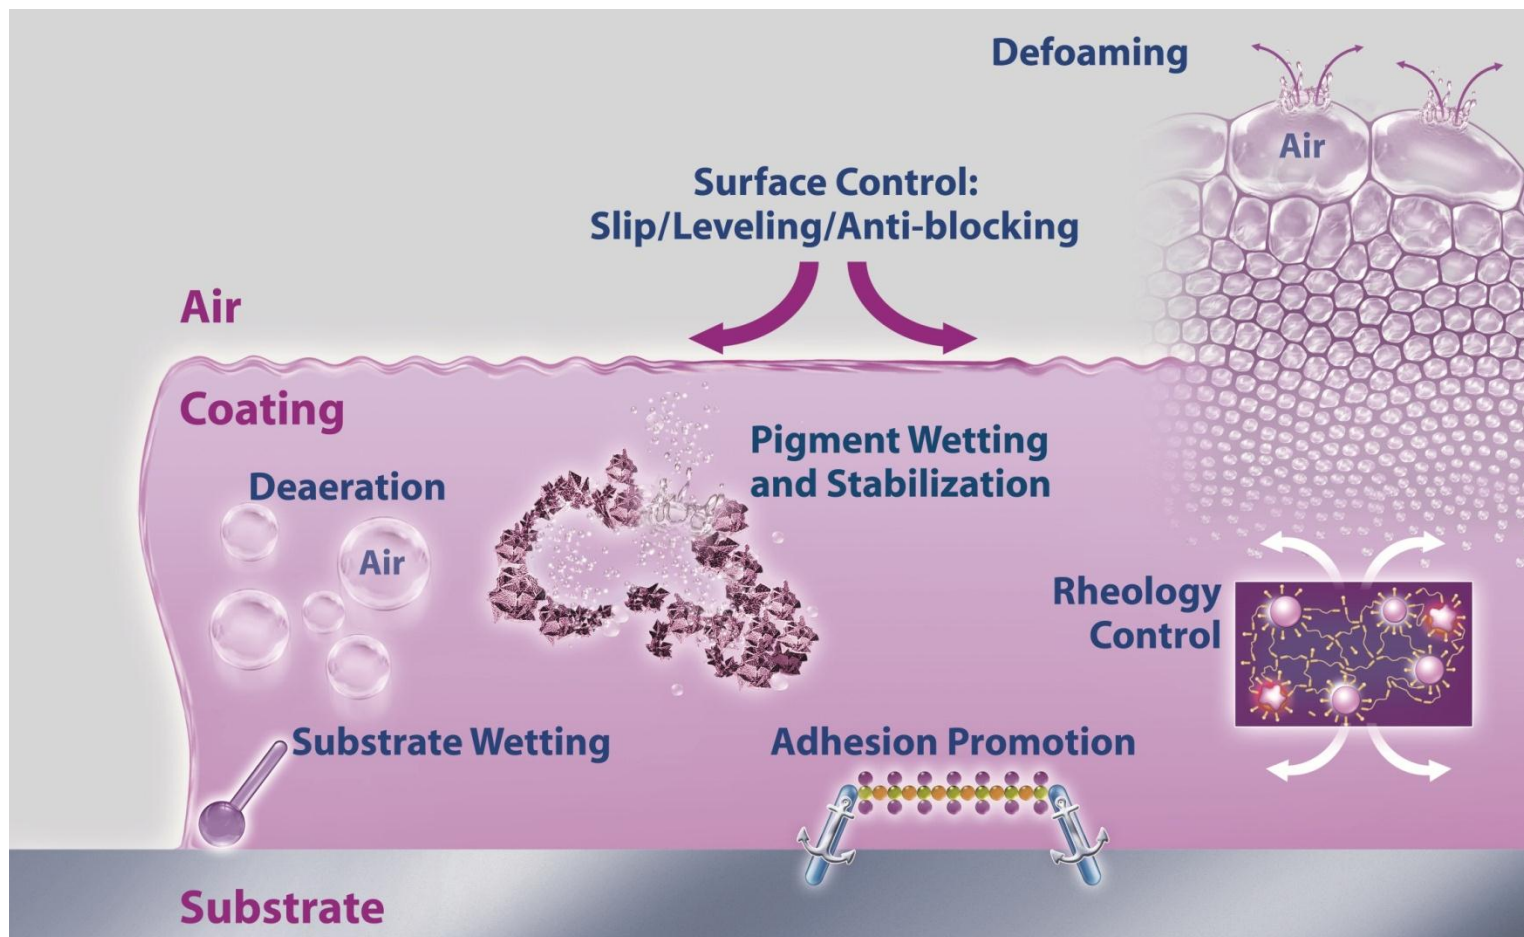 Defoaming
Air
Surface Control:
Slip/Leveling/Anti-blocking
Air
Coating
Pigment Wetting
and Stabilization
Deaeration
Air
Rheology
Control
Substrate Wetting
Adhesion Promotion
Substrate